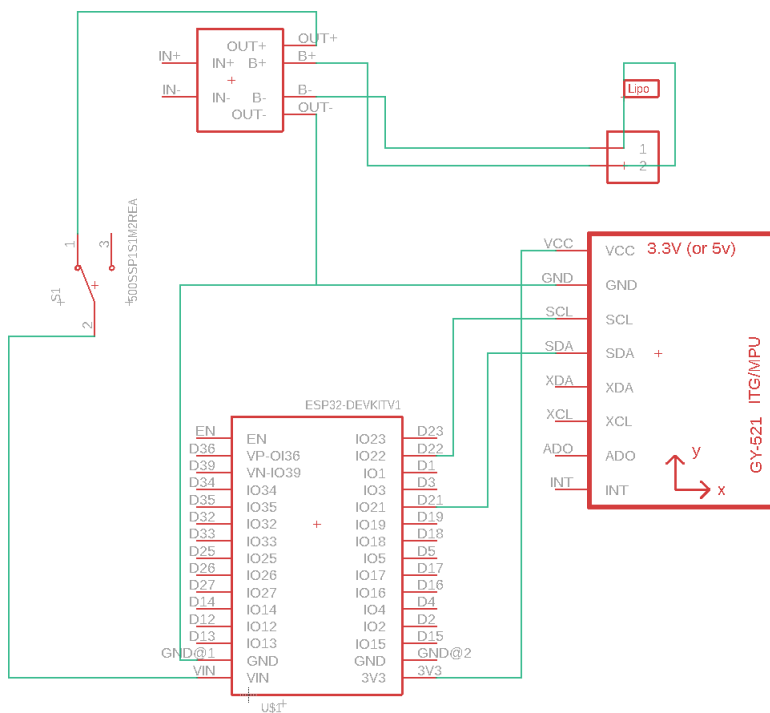 OUT+
OUT+
IN+
IN+
B+
B+
IN-
IN-
B-
B-
OUT-
OUT-
Lipo
1
2
1
3
500SSP1S1M2REA
S1
2
VCC
VCC
3.3V (or 5v)
GND
GND
SCL
SCL
SDA
SDA
XDA
XDA
XCL
XCL
ADO
ADO
INT
INT
GY-521 ITG/MPU
y
x
ESP32-DEVKITV1
EN EN IO23 D23
D36 VP-OI36 IO22 D22
D39 VN-IO39 IO1 D1
D34 IO34 IO3 D3
D35 IO35 IO21 D21
D32 IO32 IO19 D19
D33 IO33 IO18 D18
D25 IO25 IO5 D5
D26 IO26 IO17 D17
D27 IO27 IO16 D16
D14 IO14 IO4 D4
D12 IO12 IO2 D2
D13 IO13 IO15 D15
GND@1 GND GND GND@2
VIN VIN 3V3 3V3
U$1